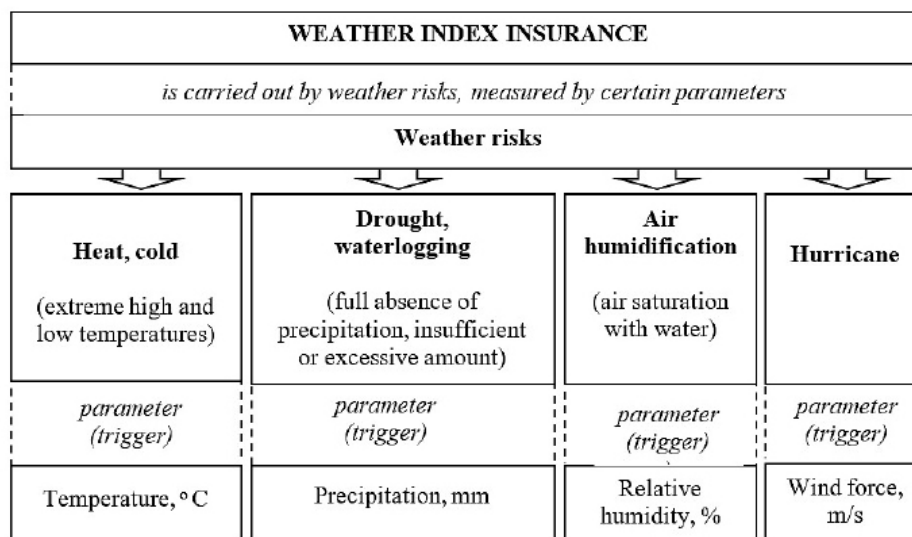 WEATHER INDEX INSURANCE
is carried out by weather risks, measured by certain parameters
Weather risks
Heat, cold
(extreme high and
low temperatures)
parameter
(trigger)
Temperature, ° C
Drought,
waterlogging
(full absence of
precipitation, insufficient
or excessive amount)
parameter
(trigger)
Precipitation, mm
Air
humidification
(air saturation
with water)
parameter
(trigger)
Relative
humidity, %
Hurricane
parameter
(trigger)
Wind force,
m/s